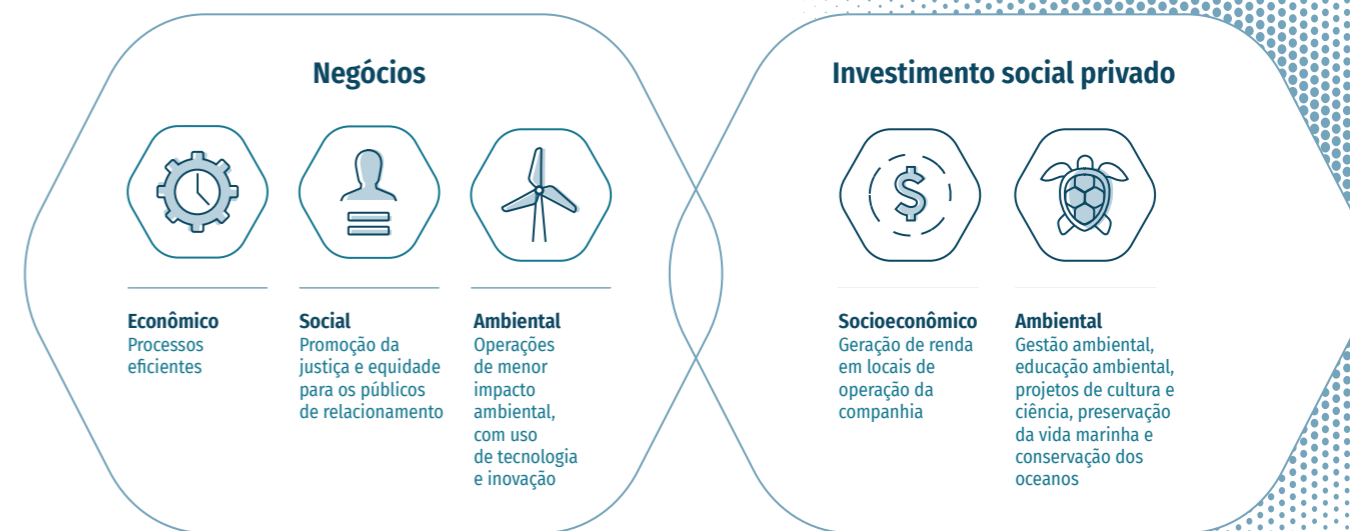 Negócios
Econômico
Processos
eficientes
Social
Promoção da
justiça e equidade
para os públicos
de relacionamento
Ambiental
Operações
de menor
impacto
ambiental,
com uso
de tecnologia
e inovação
Investimento social privado
$
Socioeconômico
Geração de renda
em locais de
operação da
companhia
Ambiental
Gestão ambiental,
educação ambiental,
projetos de cultura e
ciência, preservação
da vida marinha e
conservação dos
oceanos